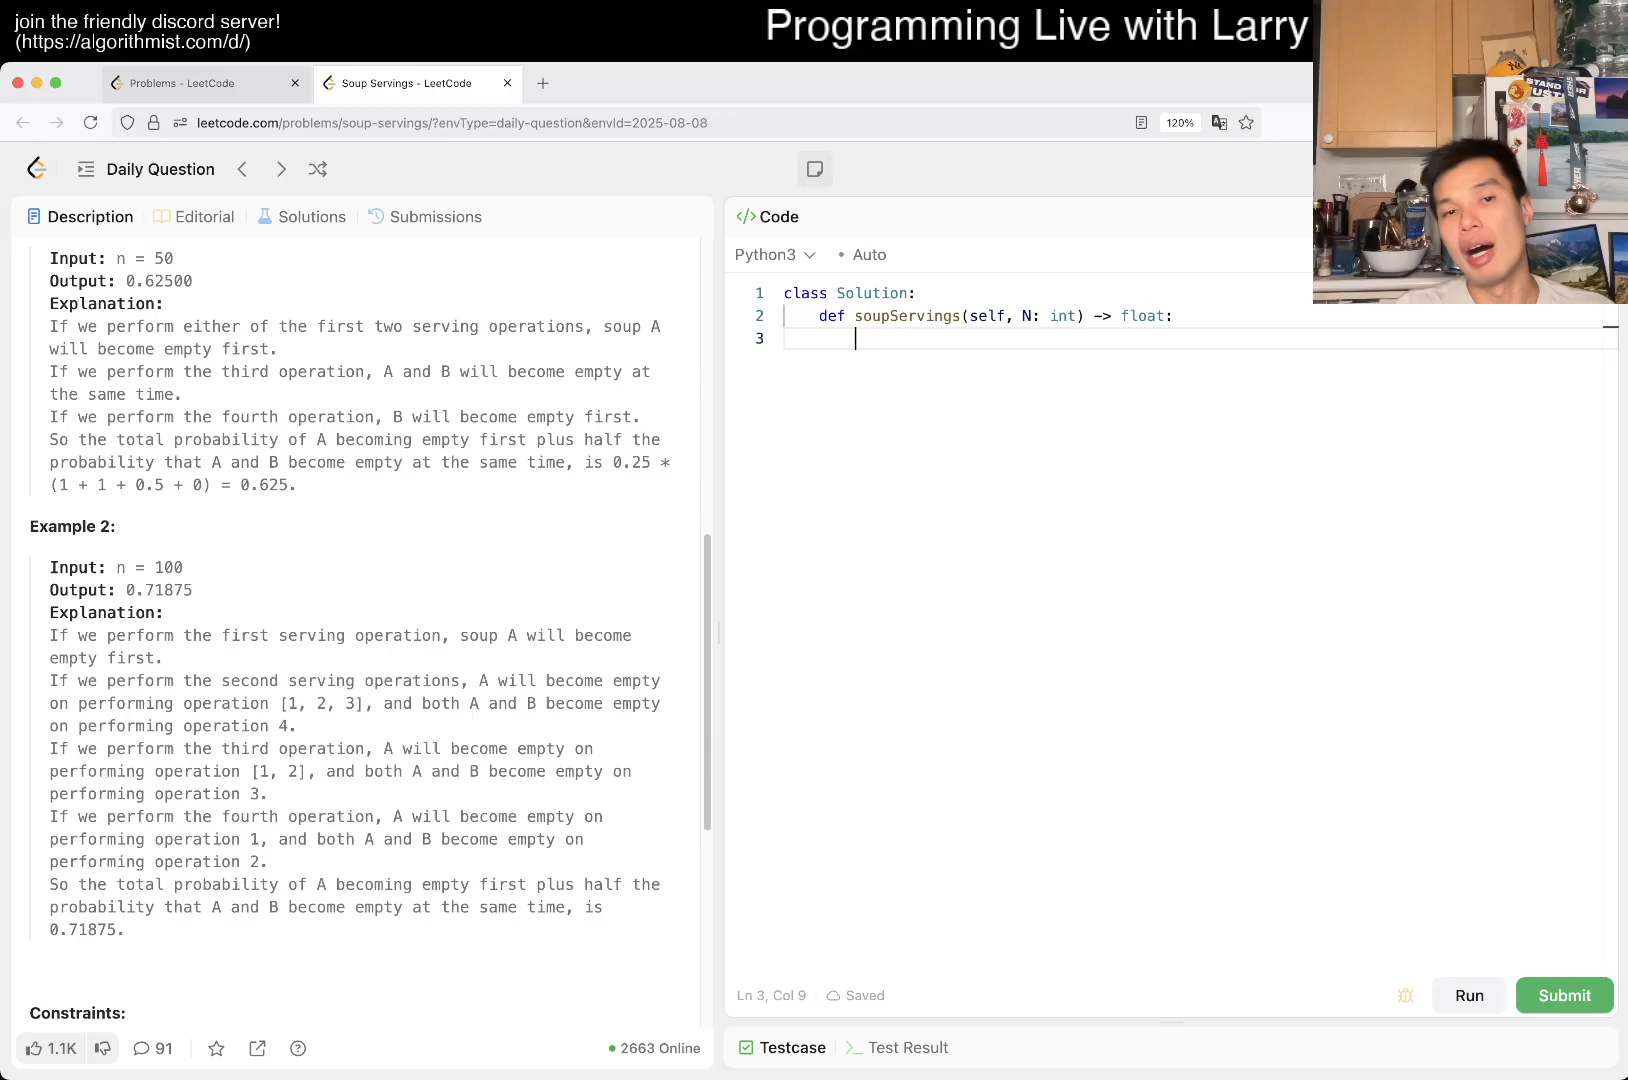 join the friendly discord server!
(https://algorithmist.com/d/)
Programming Live with Larry
Problems - LeetCode
Soup Servings - LeetCode
leetcode.com/problems/soup-servings/?envType=daily-question&envId=2025-08-08
120%
Daily Question
Description
Editorial
Solutions
Submissions
Input: n = 50
Output: 0.62500
Explanation:
If we perform either of the first two serving operations, soup A
will become empty first.
If we perform the third operation, A and B will become empty at
the same time.
If we perform the fourth operation, B will become empty first.
So the total probability of A becoming empty first plus half the
probability that A and B become empty at the same time, is 0.25 *
(1 + 1 + 0.5 + 0) = 0.625.
Example 2:
Input: n = 100
Output: 0.71875
Explanation:
If we perform the first serving operation, soup A will become
empty first.
If we perform the second serving operations, A will become empty
on performing operation [1, 2, 3], and both A and B become empty
on performing operation 4.
If we perform the third operation, A will become empty on
performing operation [1, 2], and both A and B become empty on
performing operation 3.
If we perform the fourth operation, A will become empty on
performing operation 1, and both A and B become empty on
performing operation 2.
So the total probability of A becoming empty first plus half the
probability that A and B become empty at the same time, is
0.71875.
Constraints:
1.1K
91
2663 Online
</> Code
Python3
• Auto
1 class Solution:
2 def soupServings(self, N: int) -> float:
3
Ln 3, Col 9
Saved
Run
Submit
Testcase
>_ Test Result